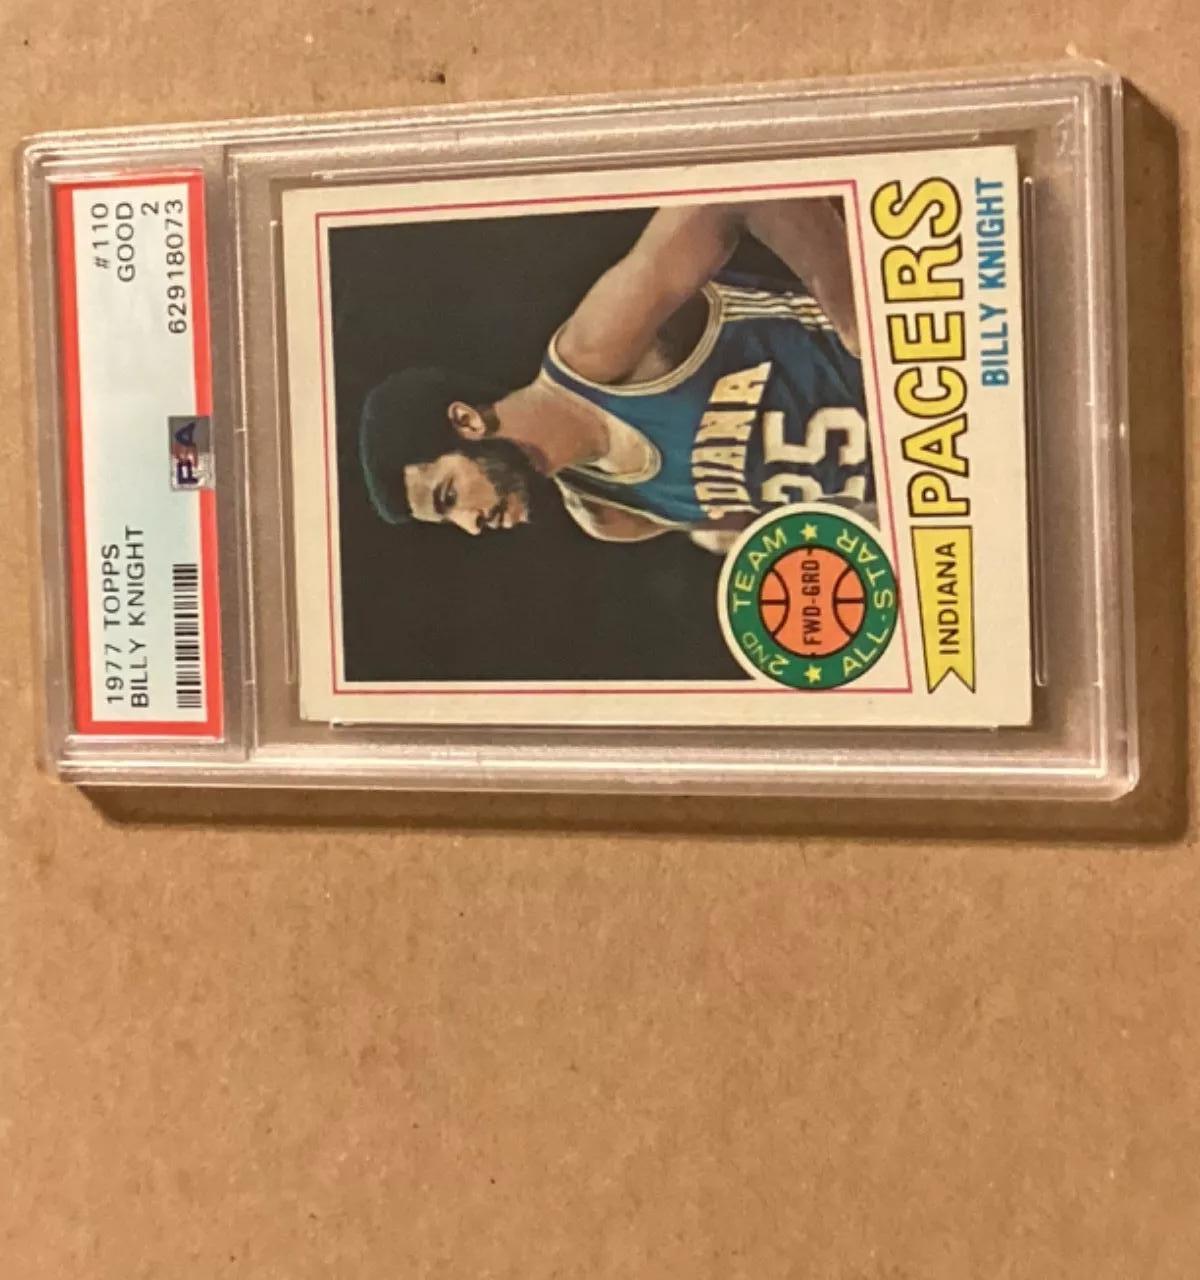 1977 TOPPS #110
BILLY KNIGHT GOOD
2
PSA 62918073
INDIANA
25
2ND TEAM
FWD-GRD
ALL-STAR
INDIANA PACERS
BILLY KNIGHT